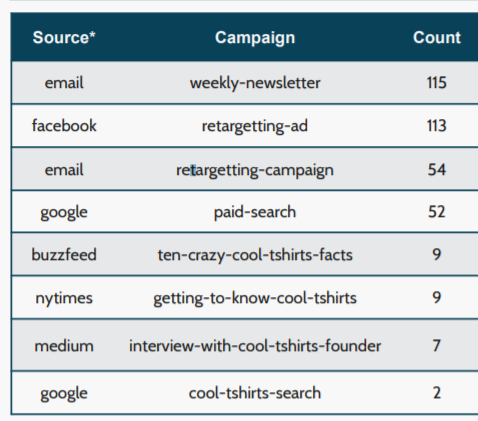 Source* Campaign Count
email weekly-newsletter 115
facebook retargetting-ad 113
email retargetting-campaign 54
google paid-search 52
buzzfeed ten-crazy-cool-tshirts-facts 9
nytimes getting-to-know-cool-tshirts 9
medium interview-with-cool-tshirts-founder 7
google cool-tshirts-search 2